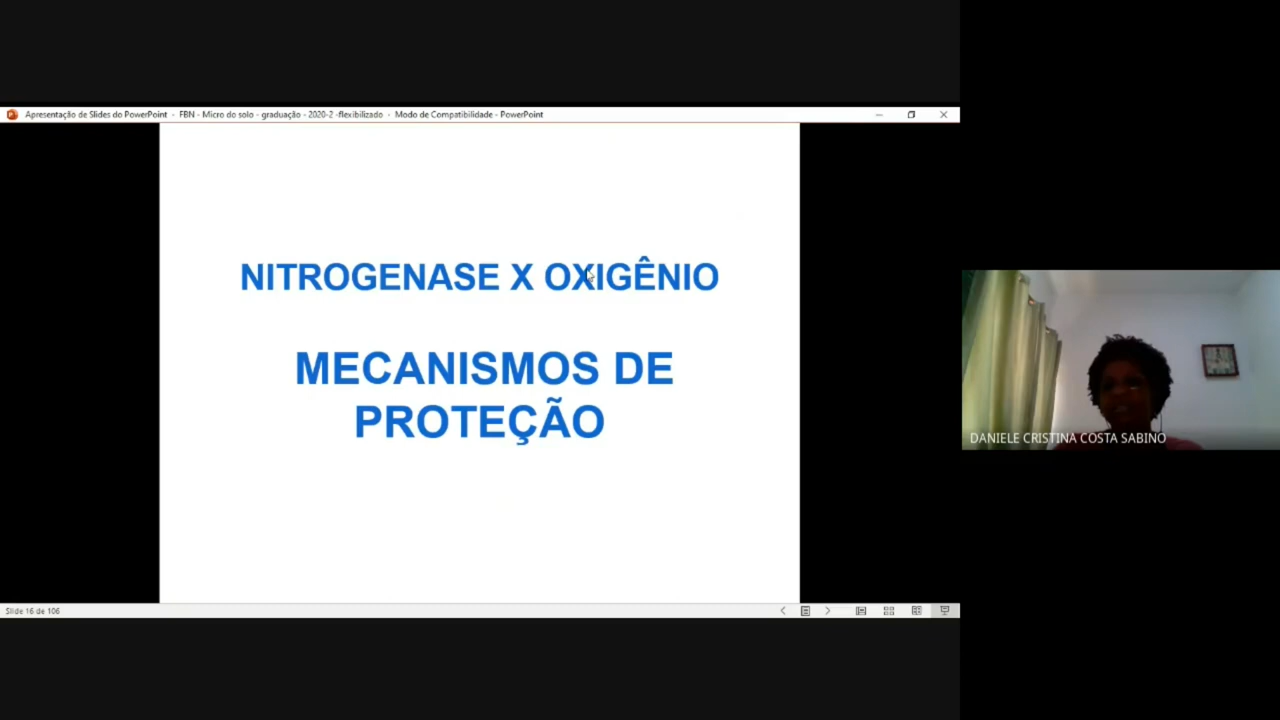 Apresentação de Slides do PowerPoint - FBN - Micro do solo - graduação - 2020-2 -flexibilizado - Modo de Compatibilidade - PowerPoint
NITROGENASE X OXIGÊNIO
MECANISMOS DE
PROTEÇÃO
DANIELE CRISTINA COSTA SABINO
Slide 16 de 106